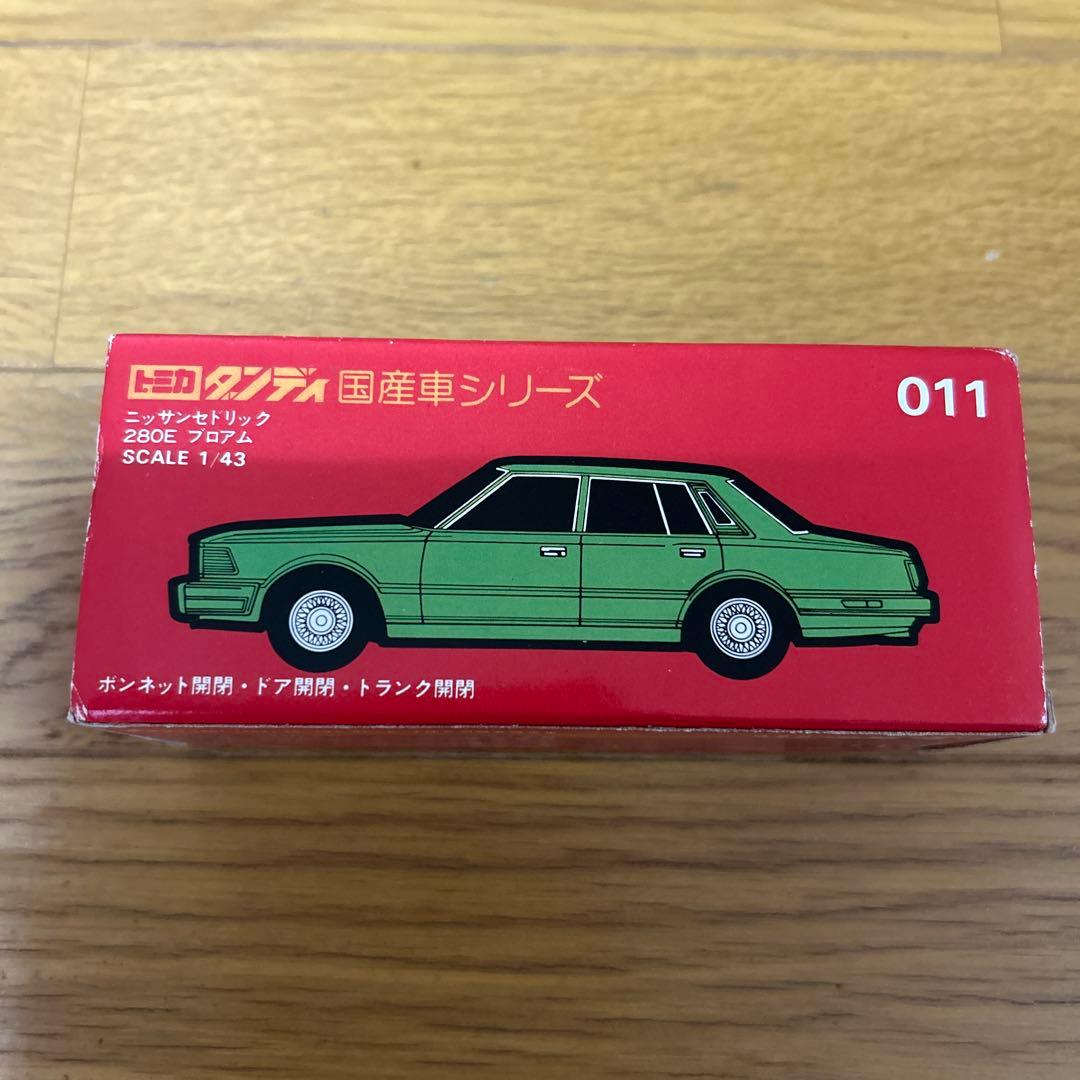 トミカ ダンディ 国産車シリーズ
011
ニッサンセドリック
280E ブロアム
SCALE 1/43
ボンネット開閉・ドア開閉・トランク開閉